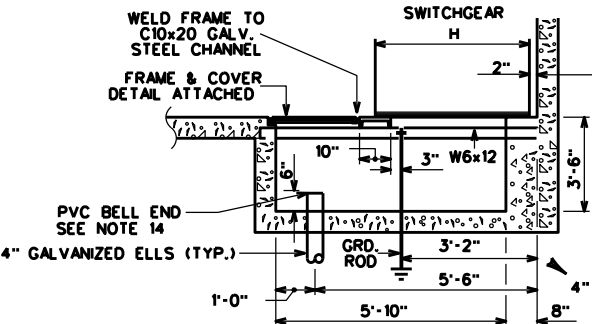 SWITCHGEAR
H
WELD FRAME TO
C10x20 GALV.
STEEL CHANNEL
2"
FRAME & COVER
DETAIL ATTACHED
10"
3"
W6x12
6"
3'-6"
PVC BELL END
SEE NOTE 14
4" GALVANIZED ELLS (TYP.)
GRD.
ROD
3'-2"
5'-6"
4"
1'-0"
5'-10"
8"